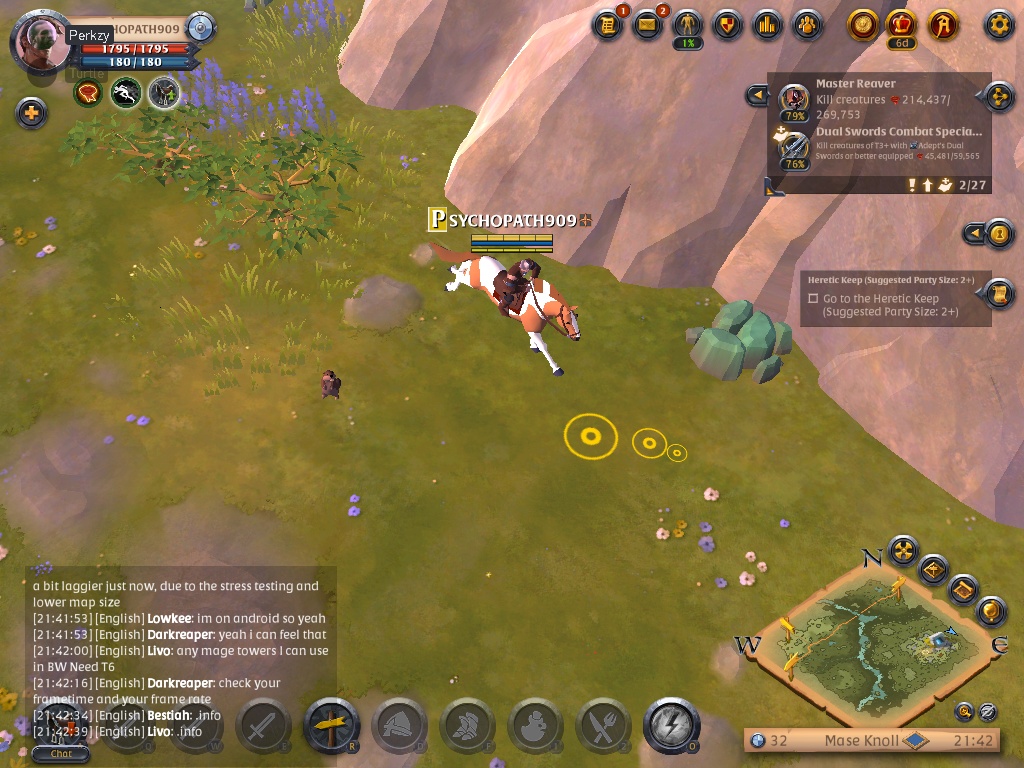 Perkzy
HOPATH909
1795/1795
180/180
Turtle
1
2
1%
6d
Master Reaver
Kill creatures 214,437/
269,753
79%
Dual Swords Combat Specia...
Kill creatures of T3+ with Adept's Dual
Swords or better equipped 45,481/59,565
76%
2/27
PSYCHOPATH909
Heretic Keep (Suggested Party Size: 2+)
Go to the Heretic Keep
(Suggested Party Size: 2+)
a bit laggier just now, due to the stress testing and
lower map size
[21:41:53] [English] Lowkee: im on android so yeah
[21:41:53] [English] Darkreaper: yeah i can feel that
[21:42:00] [English] Livo: any mage towers I can use
in BW Need T6
[21:42:16] [English] Darkreaper: check your
frametime and your frame rate
[21:42:34] [English] Bestiah: .info
[21:42:39] [English] Livo: .info
Chat
Q
W
E
R
D
F
1
2
O
N
W
E
32
Mase Knoll
21:42